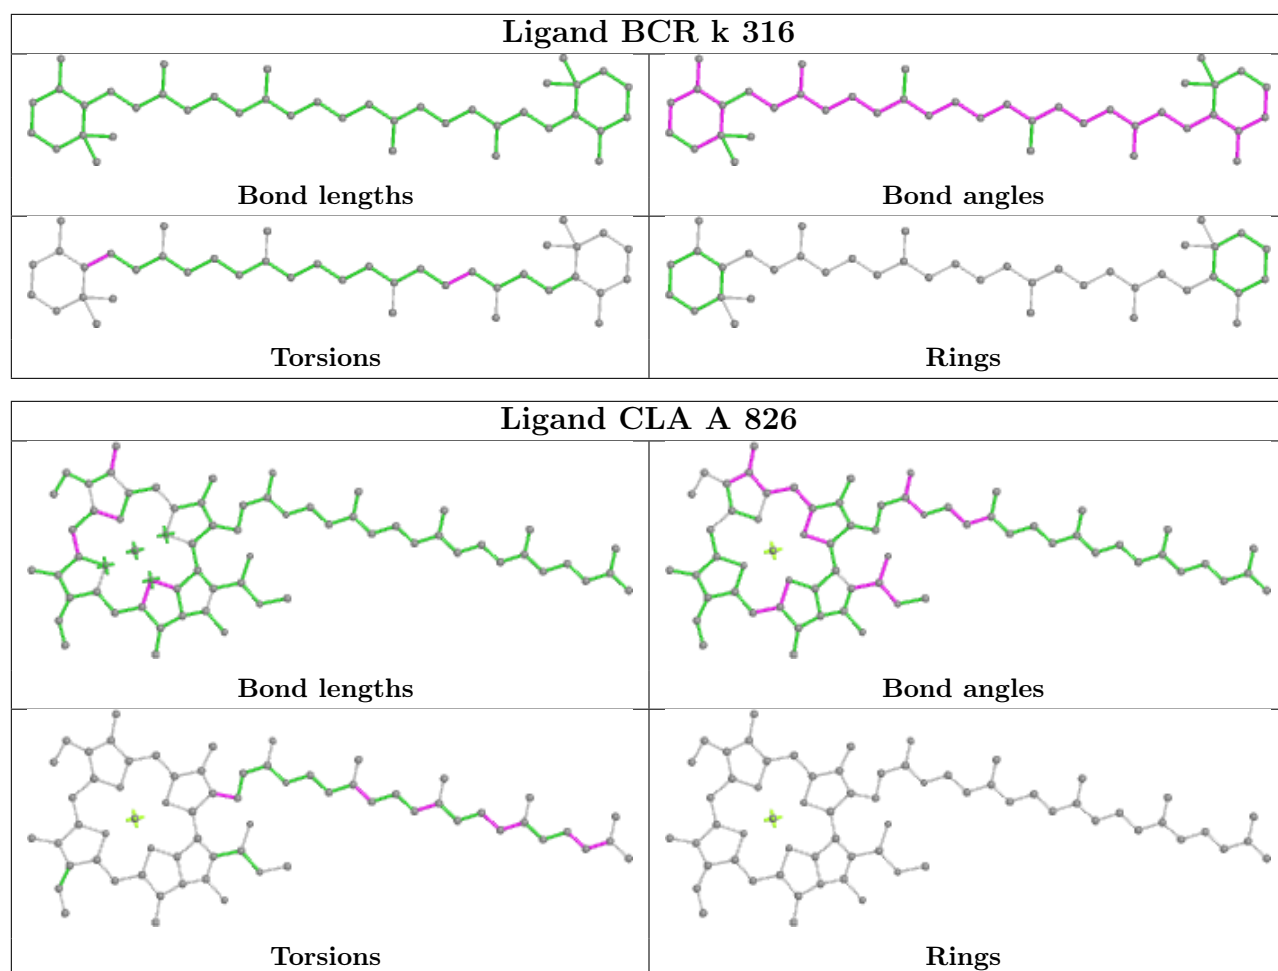 Ligand BCR k 316
Bond lengths
Bond angles
Torsions
Rings
Ligand CLA A 826
Bond lengths
Bond angles
Torsions
Rings